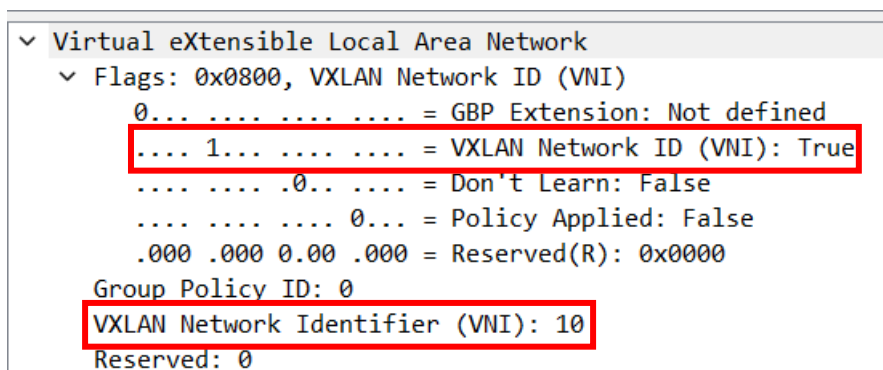 Virtual eXtensible Local Area Network
Flags: 0x0800, VXLAN Network ID (VNI)
0... .... .... .... = GBP Extension: Not defined
.... 1... .... .... = VXLAN Network ID (VNI): True
.... .... .0.. .... = Don't Learn: False
.... .... .... 0... = Policy Applied: False
.000 .000 0.00 .000 = Reserved(R): 0x0000
Group Policy ID: 0
VXLAN Network Identifier (VNI): 10
Reserved: 0